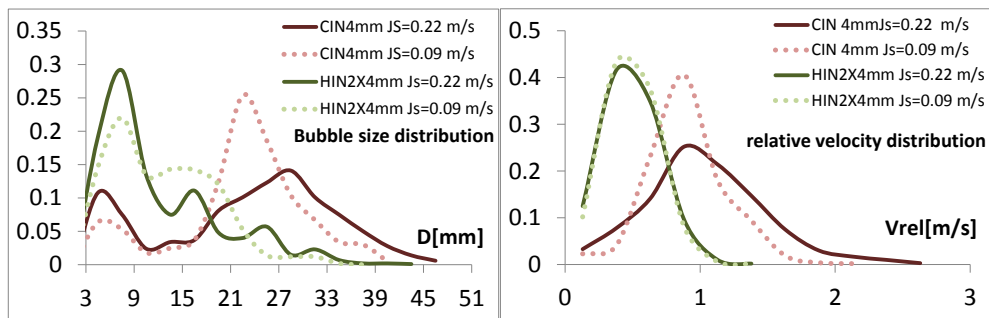 0.35
0.3
0.25
0.2
0.15
0.1
0.05
0
3 9 15 21 27 33 39 45 51
CIN4mm JS=0.22 m/s
CIN4mm JS=0.09 m/s
HIN2X4mm Js=0.22 m/s
HIN2X4mm Js=0.09 m/s
Bubble size distribution
D[mm]
0.5
0.4
0.3
0.2
0.1
0
0 1 2 3
CIN 4mmJs=0.22 m/s
CIN 4mmJs=0.09 m/s
HIN2X4mm Js=0.22 m/s
HIN2X4mm Js=0.09 m/s
relative velocity distribution
Vrel[m/s]